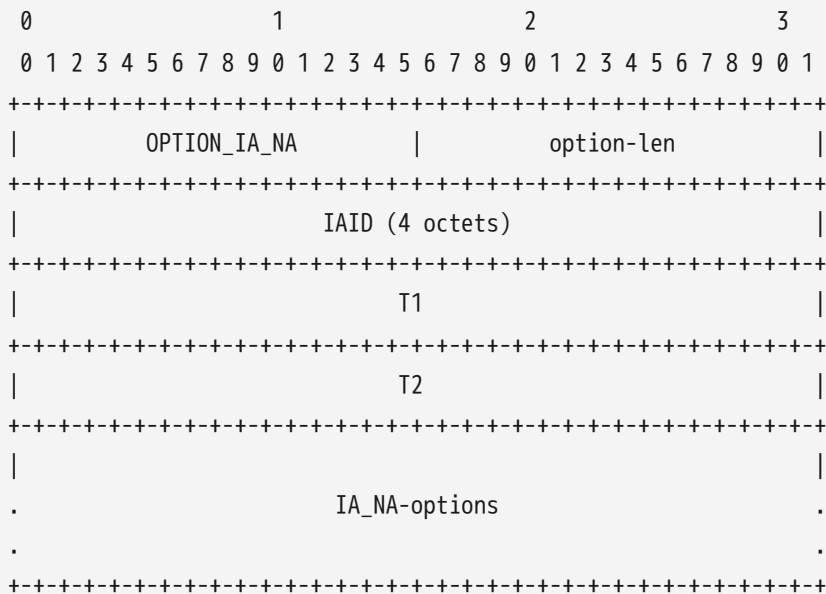 0                   1                   2                   3
0 1 2 3 4 5 6 7 8 9 0 1 2 3 4 5 6 7 8 9 0 1 2 3 4 5 6 7 8 9 0 1
+-+-+-+-+-+-+-+-+-+-+-+-+-+-+-+-+-+-+-+-+-+-+-+-+-+-+-+-+-+-+-+-+
|          OPTION_IA_NA         |          option-len           |
+-+-+-+-+-+-+-+-+-+-+-+-+-+-+-+-+-+-+-+-+-+-+-+-+-+-+-+-+-+-+-+-+
|                        IAID (4 octets)                        |
+-+-+-+-+-+-+-+-+-+-+-+-+-+-+-+-+-+-+-+-+-+-+-+-+-+-+-+-+-+-+-+-+
|                              T1                               |
+-+-+-+-+-+-+-+-+-+-+-+-+-+-+-+-+-+-+-+-+-+-+-+-+-+-+-+-+-+-+-+-+
|                              T2                               |
+-+-+-+-+-+-+-+-+-+-+-+-+-+-+-+-+-+-+-+-+-+-+-+-+-+-+-+-+-+-+-+-+
|                                                               |
.                         IA_NA-options                         .
.                                                               .
+-+-+-+-+-+-+-+-+-+-+-+-+-+-+-+-+-+-+-+-+-+-+-+-+-+-+-+-+-+-+-+-+